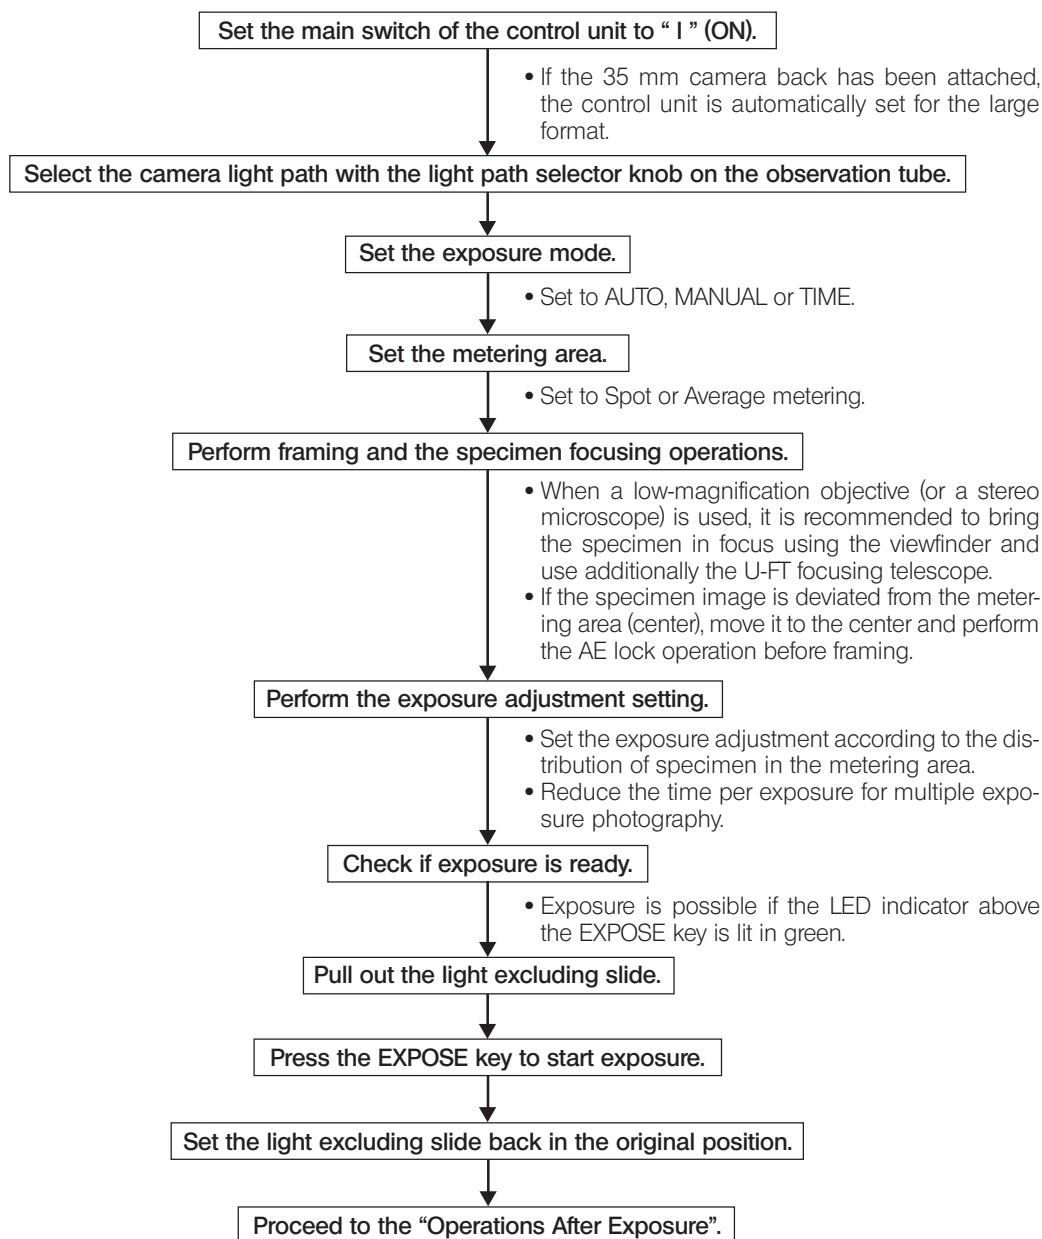 Set the main switch of the control unit to “ I ” (ON).
• If the 35 mm camera back has been attached,
the control unit is automatically set for the large
format.
Select the camera light path with the light path selector knob on the observation tube.
Set the exposure mode.
• Set to AUTO, MANUAL or TIME.
Set the metering area.
• Set to Spot or Average metering.
Perform framing and the specimen focusing operations.
• When a low-magnification objective (or a stereo
microscope) is used, it is recommended to bring
the specimen in focus using the viewfinder and
use additionally the U-FT focusing telescope.
• If the specimen image is deviated from the meter-
ing area (center), move it to the center and perform
the AE lock operation before framing.
Perform the exposure adjustment setting.
• Set the exposure adjustment according to the dis-
tribution of specimen in the metering area.
• Reduce the time per exposure for multiple expo-
sure photography.
Check if exposure is ready.
• Exposure is possible if the LED indicator above
the EXPOSE key is lit in green.
Pull out the light excluding slide.
Press the EXPOSE key to start exposure.
Set the light excluding slide back in the original position.
Proceed to the “Operations After Exposure”.